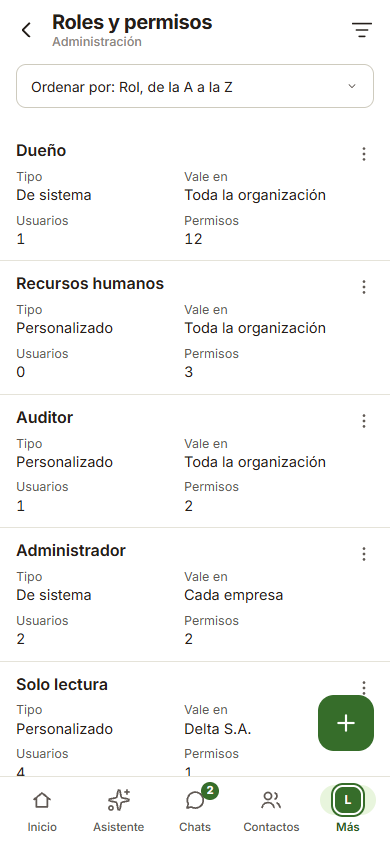 Roles y permisos
Administración
Ordenar por: Rol, de la A a la Z
Dueño
Tipo
Vale en
De sistema
Toda la organización
Usuarios
Permisos
1
12
Recursos humanos
Tipo
Vale en
Personalizado
Toda la organización
Usuarios
Permisos
0
3
Auditor
Tipo
Vale en
Personalizado
Toda la organización
Usuarios
Permisos
1
2
Administrador
Tipo
Vale en
De sistema
Cada empresa
Usuarios
Permisos
2
2
Solo lectura
Tipo
Vale en
Personalizado
Delta S.A.
Usuarios
Permisos
4
1
2
L
Inicio
Asistente
Chats
Contactos
Más